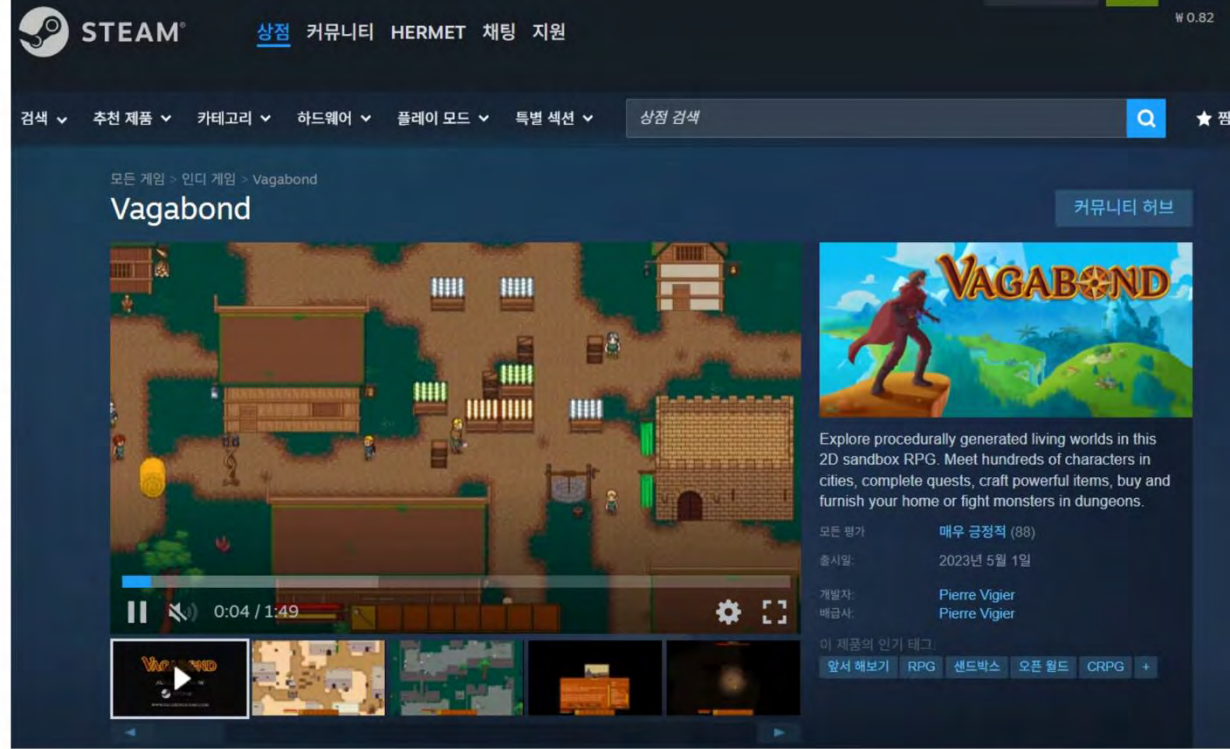 STEAM®
상점 커뮤니티 HERMET 채팅 지원
₩ 0.82
검색 추천 제품 카테고리 하드웨어 플레이 모드 특별 섹션
상점 검색
찜
모든 게임 > 인디 게임 > Vagabond
Vagabond
커뮤니티 허브
VAGABOND
Explore procedurally generated living worlds in this
2D sandbox RPG. Meet hundreds of characters in
cities, complete quests, craft powerful items, buy and
furnish your home or fight monsters in dungeons.
모든 평가 매우 긍정적 (88)
출시일: 2023년 5월 1일
개발자: Pierre Vigier
배급사: Pierre Vigier
이 제품의 인기 태그:
앞서 해보기 RPG 샌드박스 오픈 월드 CRPG +
0:04 / 1:49
VAGABOND